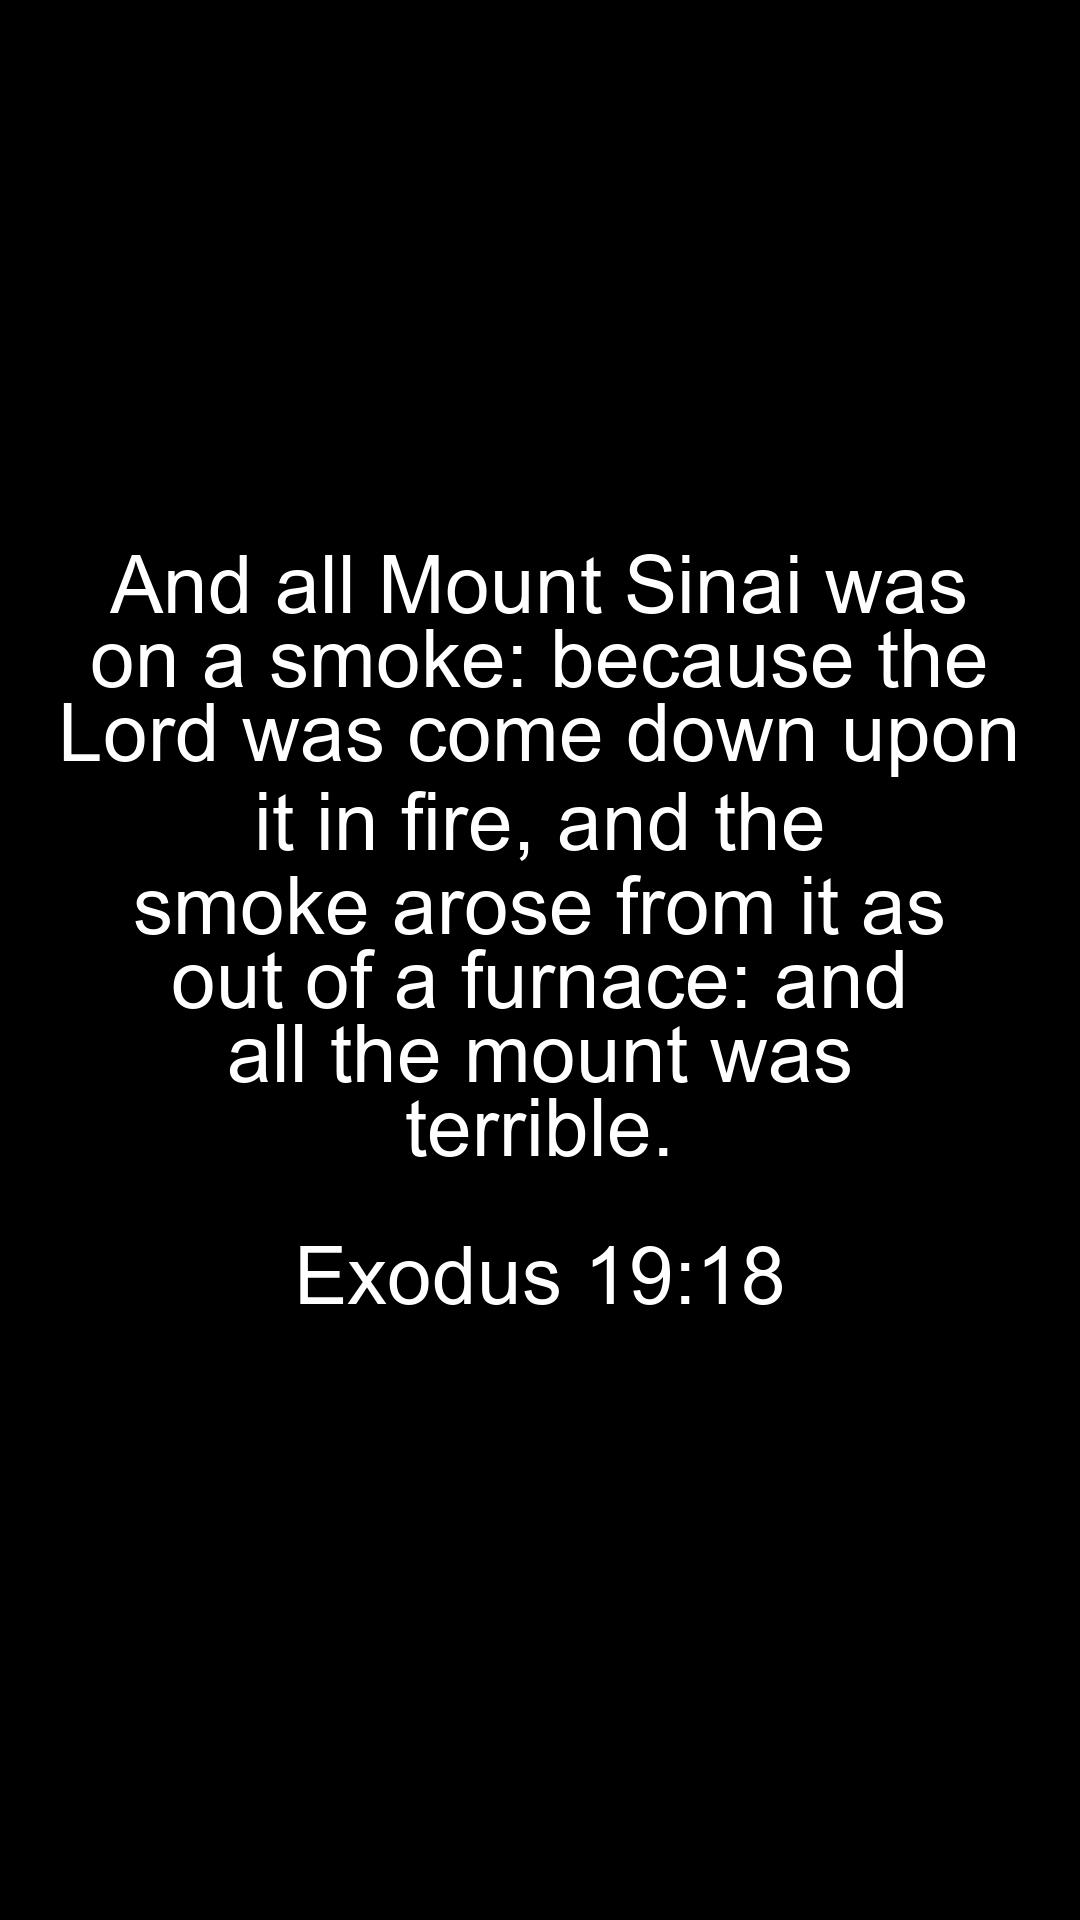 And all Mount Sinai was
on a smoke: because the
Lord was come down upon
it in fire, and the
smoke arose from it as
out of a furnace: and
all the mount was
terrible.
Exodus 19:18